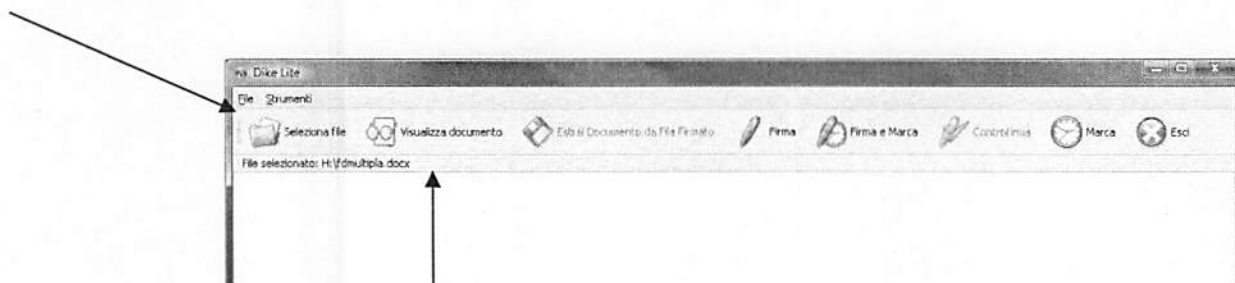 Dike Lite
File Strumenti
Seleziona file Visualizza documento Estrai Documento da File Firmato Firma Firma e Marca Controfirma Marca Esci
File selezionato: H:\fdmultipla.docx